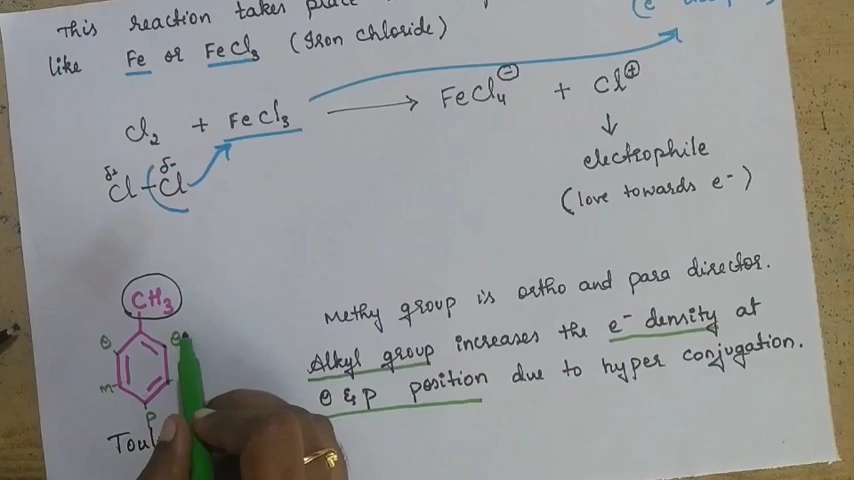 This reaction takes
like Fe or FeCl3 (Iron chloride)
Cl2 + FeCl3 → FeCl4⊖ + Cl⊕
δ+ δ-
Cl-Cl
↓
electrophile
(love towards e-)
CH3
Methy group is ortho and para director.
Alkyl group increases the e- density at
O & P position due to hyper conjugation.
O O
M
P
Toul